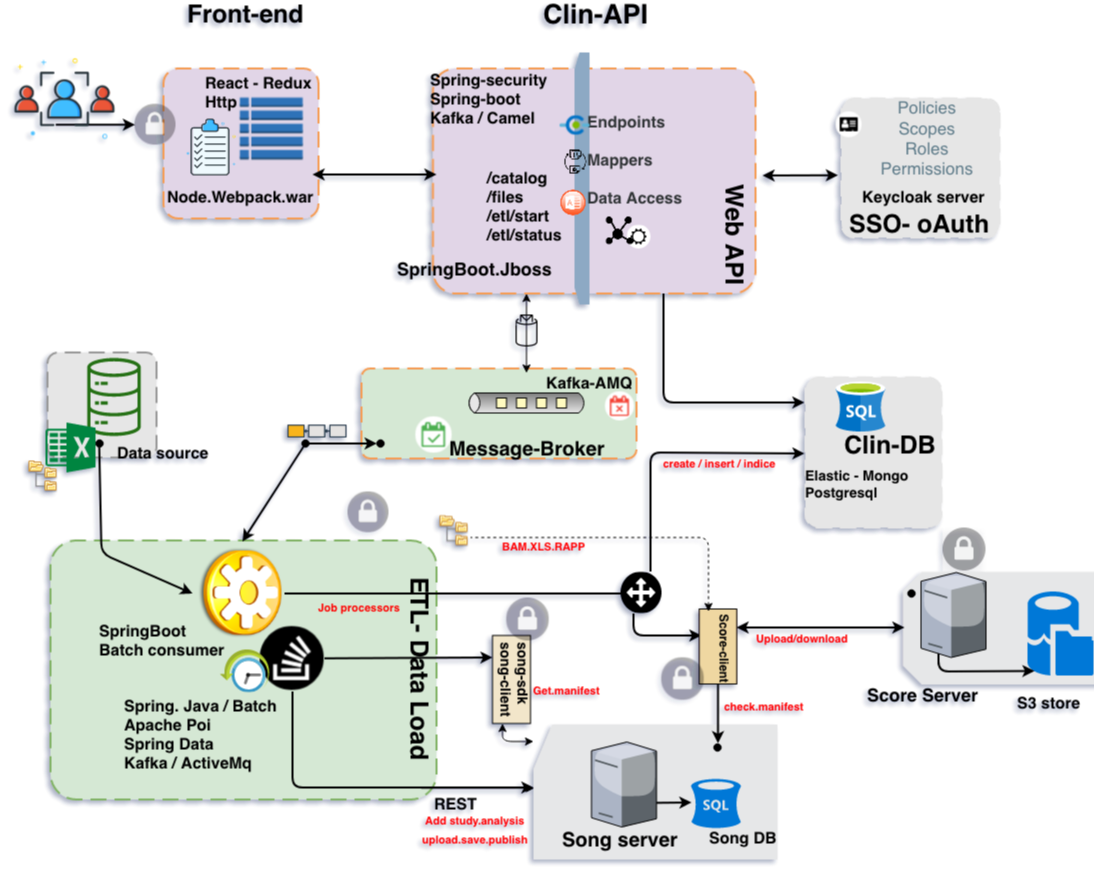 Front-end
Clin-API
React - Redux
Http
Node.Webpack.war
Spring-security
Spring-boot
Kafka / Camel
Endpoints
Mappers
Data Access
/catalog
/files
/etl/start
/etl/status
SpringBoot.Jboss
Web API
Policies
Scopes
Roles
Permissions
Keycloak server
SSO- oAuth
Data source
X
Kafka-AMQ
Message-Broker
SQL
Clin-DB
Elastic - Mongo
Postgresql
create / insert / indice
BAM.XLS.RAPP
Job processors
ETL- Data Load
SpringBoot
Batch consumer
Spring. Java / Batch
Apache Poi
Spring Data
Kafka / ActiveMq
song-sdk
song-client
Get.manifest
Score-client
Upload/download
check.manifest
Score Server
S3 store
REST
Add study.analysis
upload.save.publish
Song server
SQL
Song DB